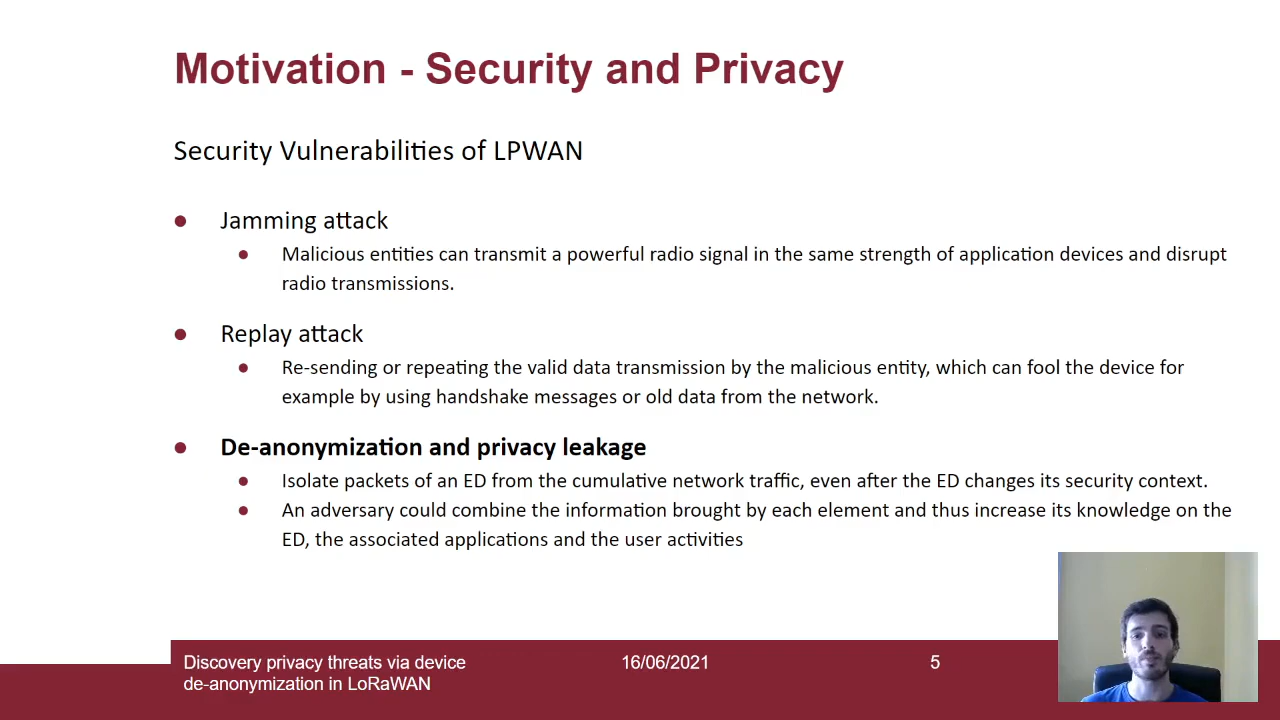 Motivation - Security and Privacy
Security Vulnerabilities of LPWAN
● Jamming attack
● Malicious entities can transmit a powerful radio signal in the same strength of application devices and disrupt
radio transmissions.
● Replay attack
● Re-sending or repeating the valid data transmission by the malicious entity, which can fool the device for
example by using handshake messages or old data from the network.
● De-anonymization and privacy leakage
● Isolate packets of an ED from the cumulative network traffic, even after the ED changes its security context.
● An adversary could combine the information brought by each element and thus increase its knowledge on the
ED, the associated applications and the user activities
Discovery privacy threats via device
de-anonymization in LoRaWAN
16/06/2021
5